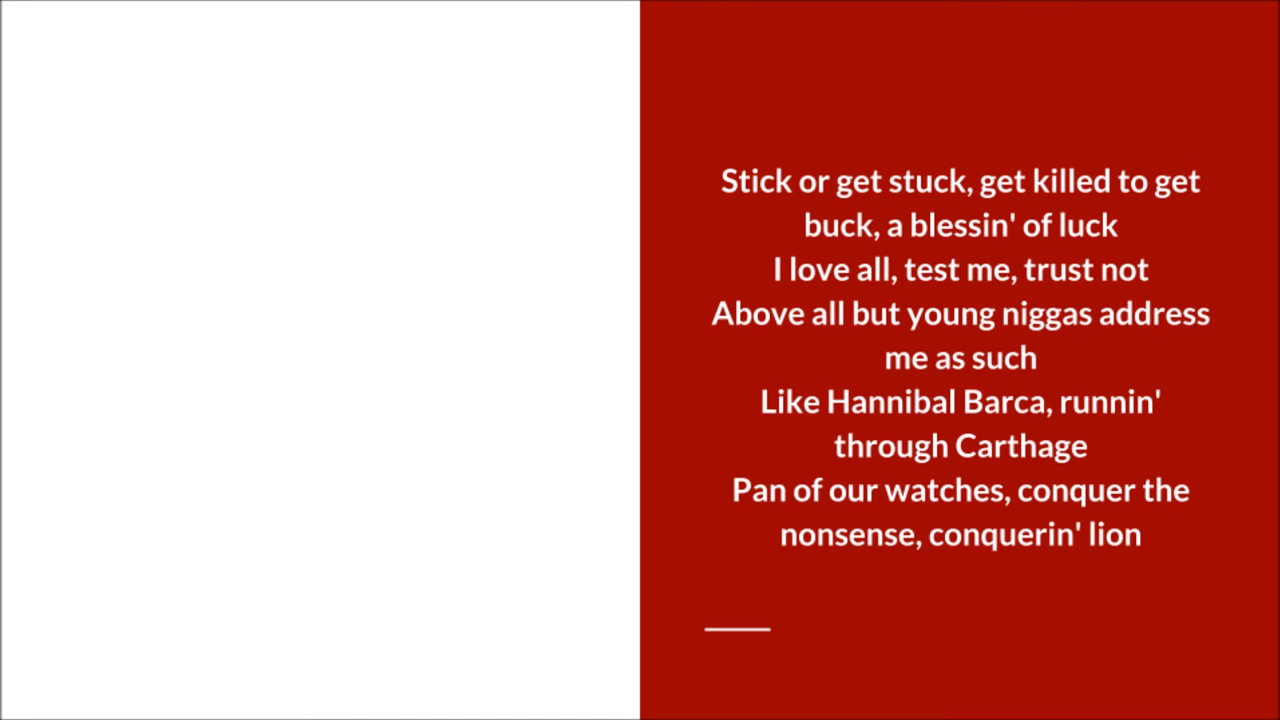 Stick or get stuck, get killed to get
buck, a blessin' of luck
I love all, test me, trust not
Above all but young niggas address
me as such
Like Hannibal Barca, runnin'
through Carthage
Pan of our watches, conquer the
nonsense, conquerin' lion